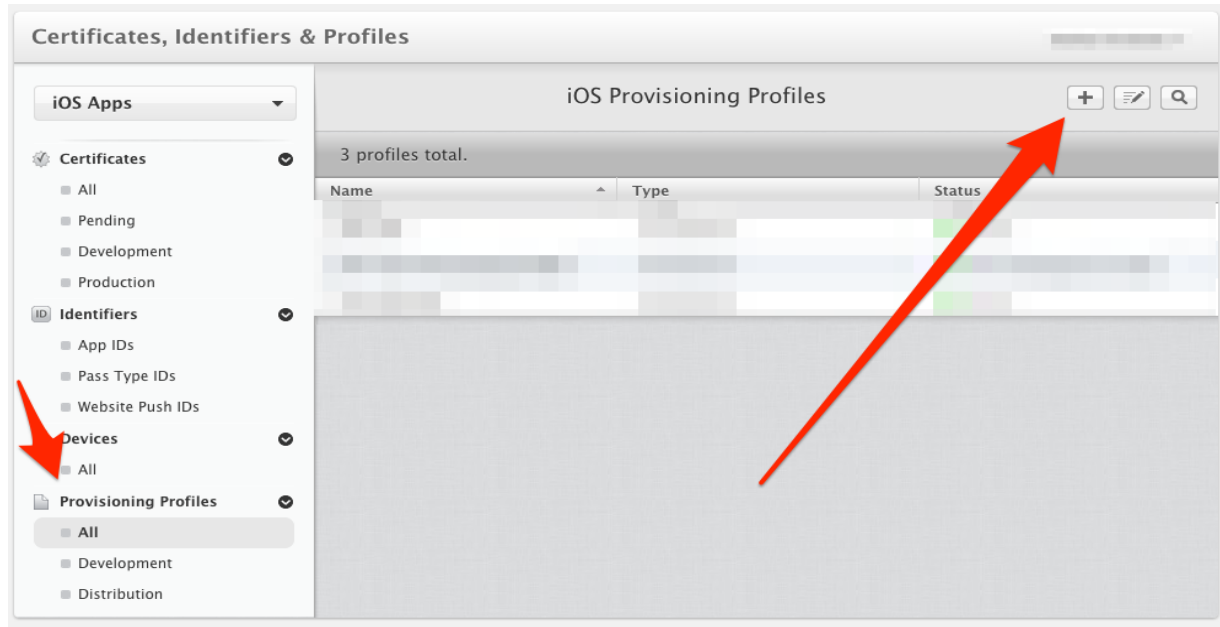 Certificates, Identifiers & Profiles
iOS Apps
Certificates
All
Pending
Development
Production
ID Identifiers
App IDs
Pass Type IDs
Website Push IDs
Devices
All
Provisioning Profiles
All
Development
Distribution
iOS Provisioning Profiles
3 profiles total.
Name Type Status